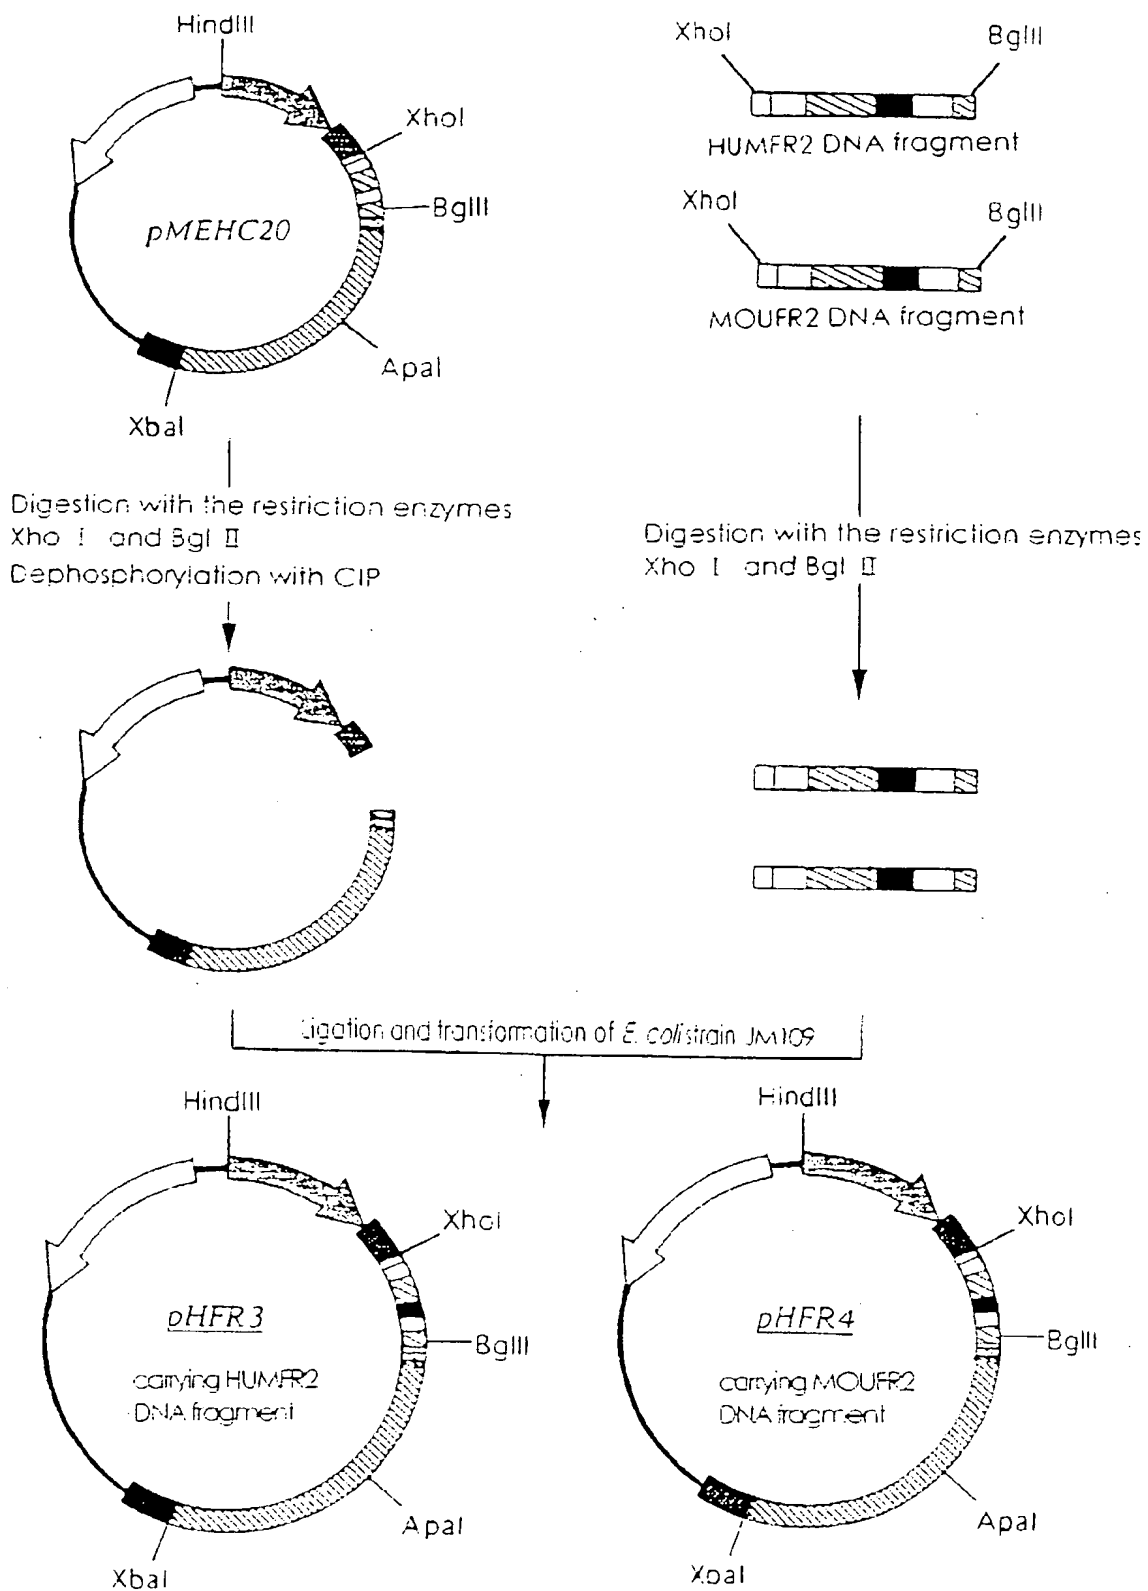 HindIII
XhoI
BglII
pMEHC20
ApaI
XbaI
XhoI
BglII
HUMFR2 DNA fragment
XhoI
BglII
MOUFR2 DNA fragment
Digestion with the restriction enzymes
Xho I and Bgl II
Dephosphorylation with CIP
Digestion with the restriction enzymes
Xho I and Bgl II
Ligation and transformation of E. coli strain JM109
HindIII
XhoI
pHFR3
BglII
carrying HUMFR2
DNA fragment
ApaI
XbaI
HindIII
XhoI
pHFR4
BglII
carrying MOUFR2
DNA fragment
ApaI
XbaI